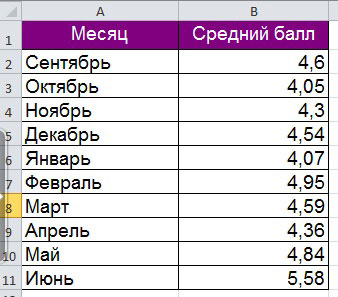 A B
1 Месяц Средний балл
2 Сентябрь 4,6
3 Октябрь 4,05
4 Ноябрь 4,3
5 Декабрь 4,54
6 Январь 4,07
7 Февраль 4,95
8 Март 4,59
9 Апрель 4,36
10 Май 4,84
11 Июнь 5,58